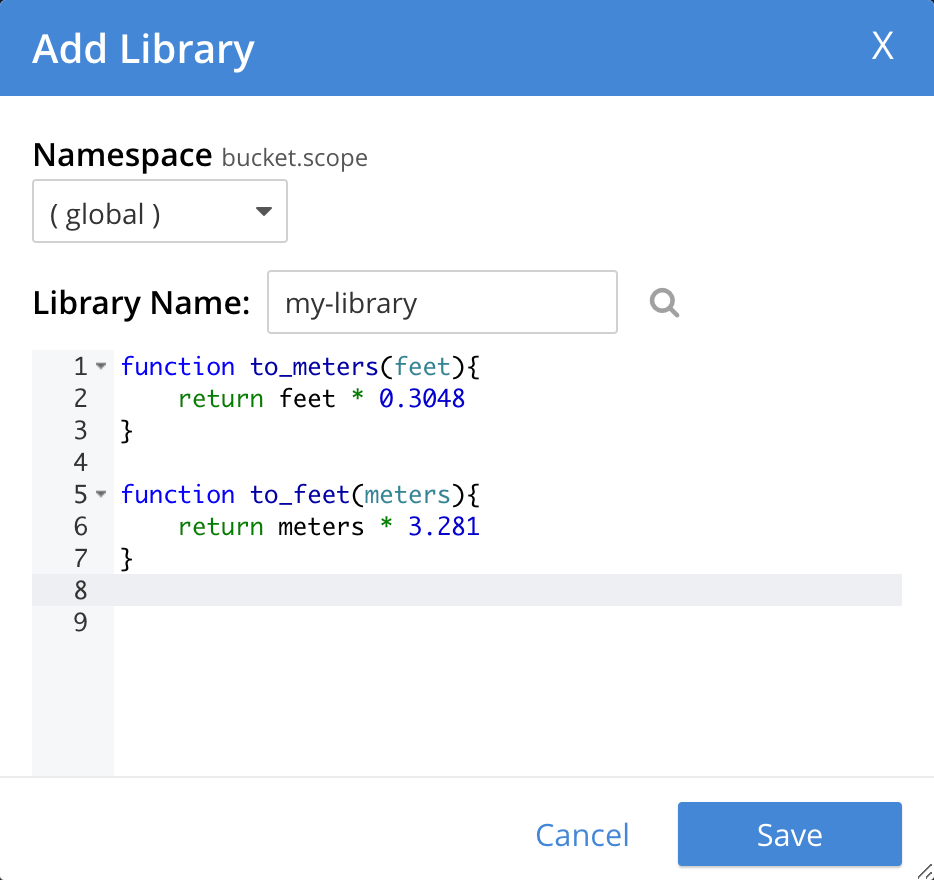 Add Library X
Namespace bucket.scope
( global )
Library Name: my-library
1 function to_meters(feet){
2     return feet * 0.3048
3 }
4
5 function to_feet(meters){
6     return meters * 3.281
7 }
8
9
Cancel Save